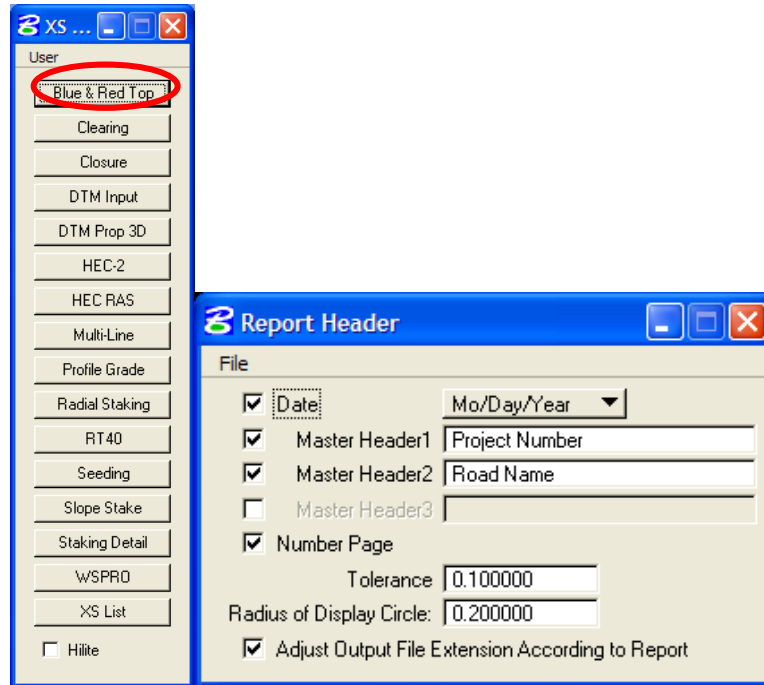 XS ...
User
Blue & Red Top
Clearing
Closure
DTM Input
DTM Prop 3D
HEC-2
HEC RAS
Multi-Line
Profile Grade
Radial Staking
RT40
Seeding
Slope Stake
Staking Detail
WSPRO
XS List
Hilite
Report Header
File
Date Mo/Day/Year
Master Header1 Project Number
Master Header2 Road Name
Master Header3
Number Page
Tolerance 0.100000
Radius of Display Circle: 0.200000
Adjust Output File Extension According to Report